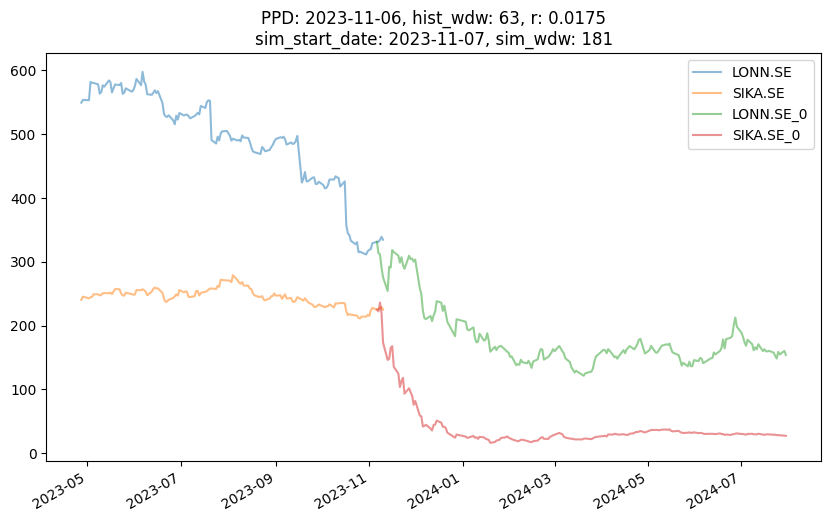 PPD: 2023-11-06, hist_wdw: 63, r: 0.0175
sim_start_date: 2023-11-07, sim_wdw: 181
LONN.SE
SIKA.SE
LONN.SE_0
SIKA.SE_0
600
500
400
300
200
100
0
2023-05
2023-07
2023-09
2023-11
2024-01
2024-03
2024-05
2024-07